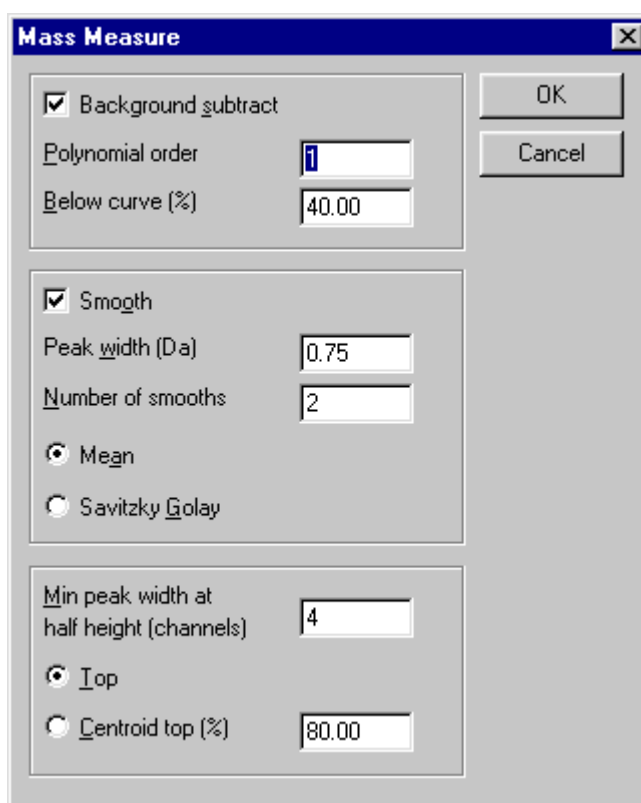 Mass Measure
Background subtract
OK
Polynomial order 1
Cancel
Below curve (%) 40.00
Smooth
Peak width (Da) 0.75
Number of smooths 2
Mean
Savitzky Golay
Min peak width at
half height (channels) 4
Top
Centroid top (%) 80.00